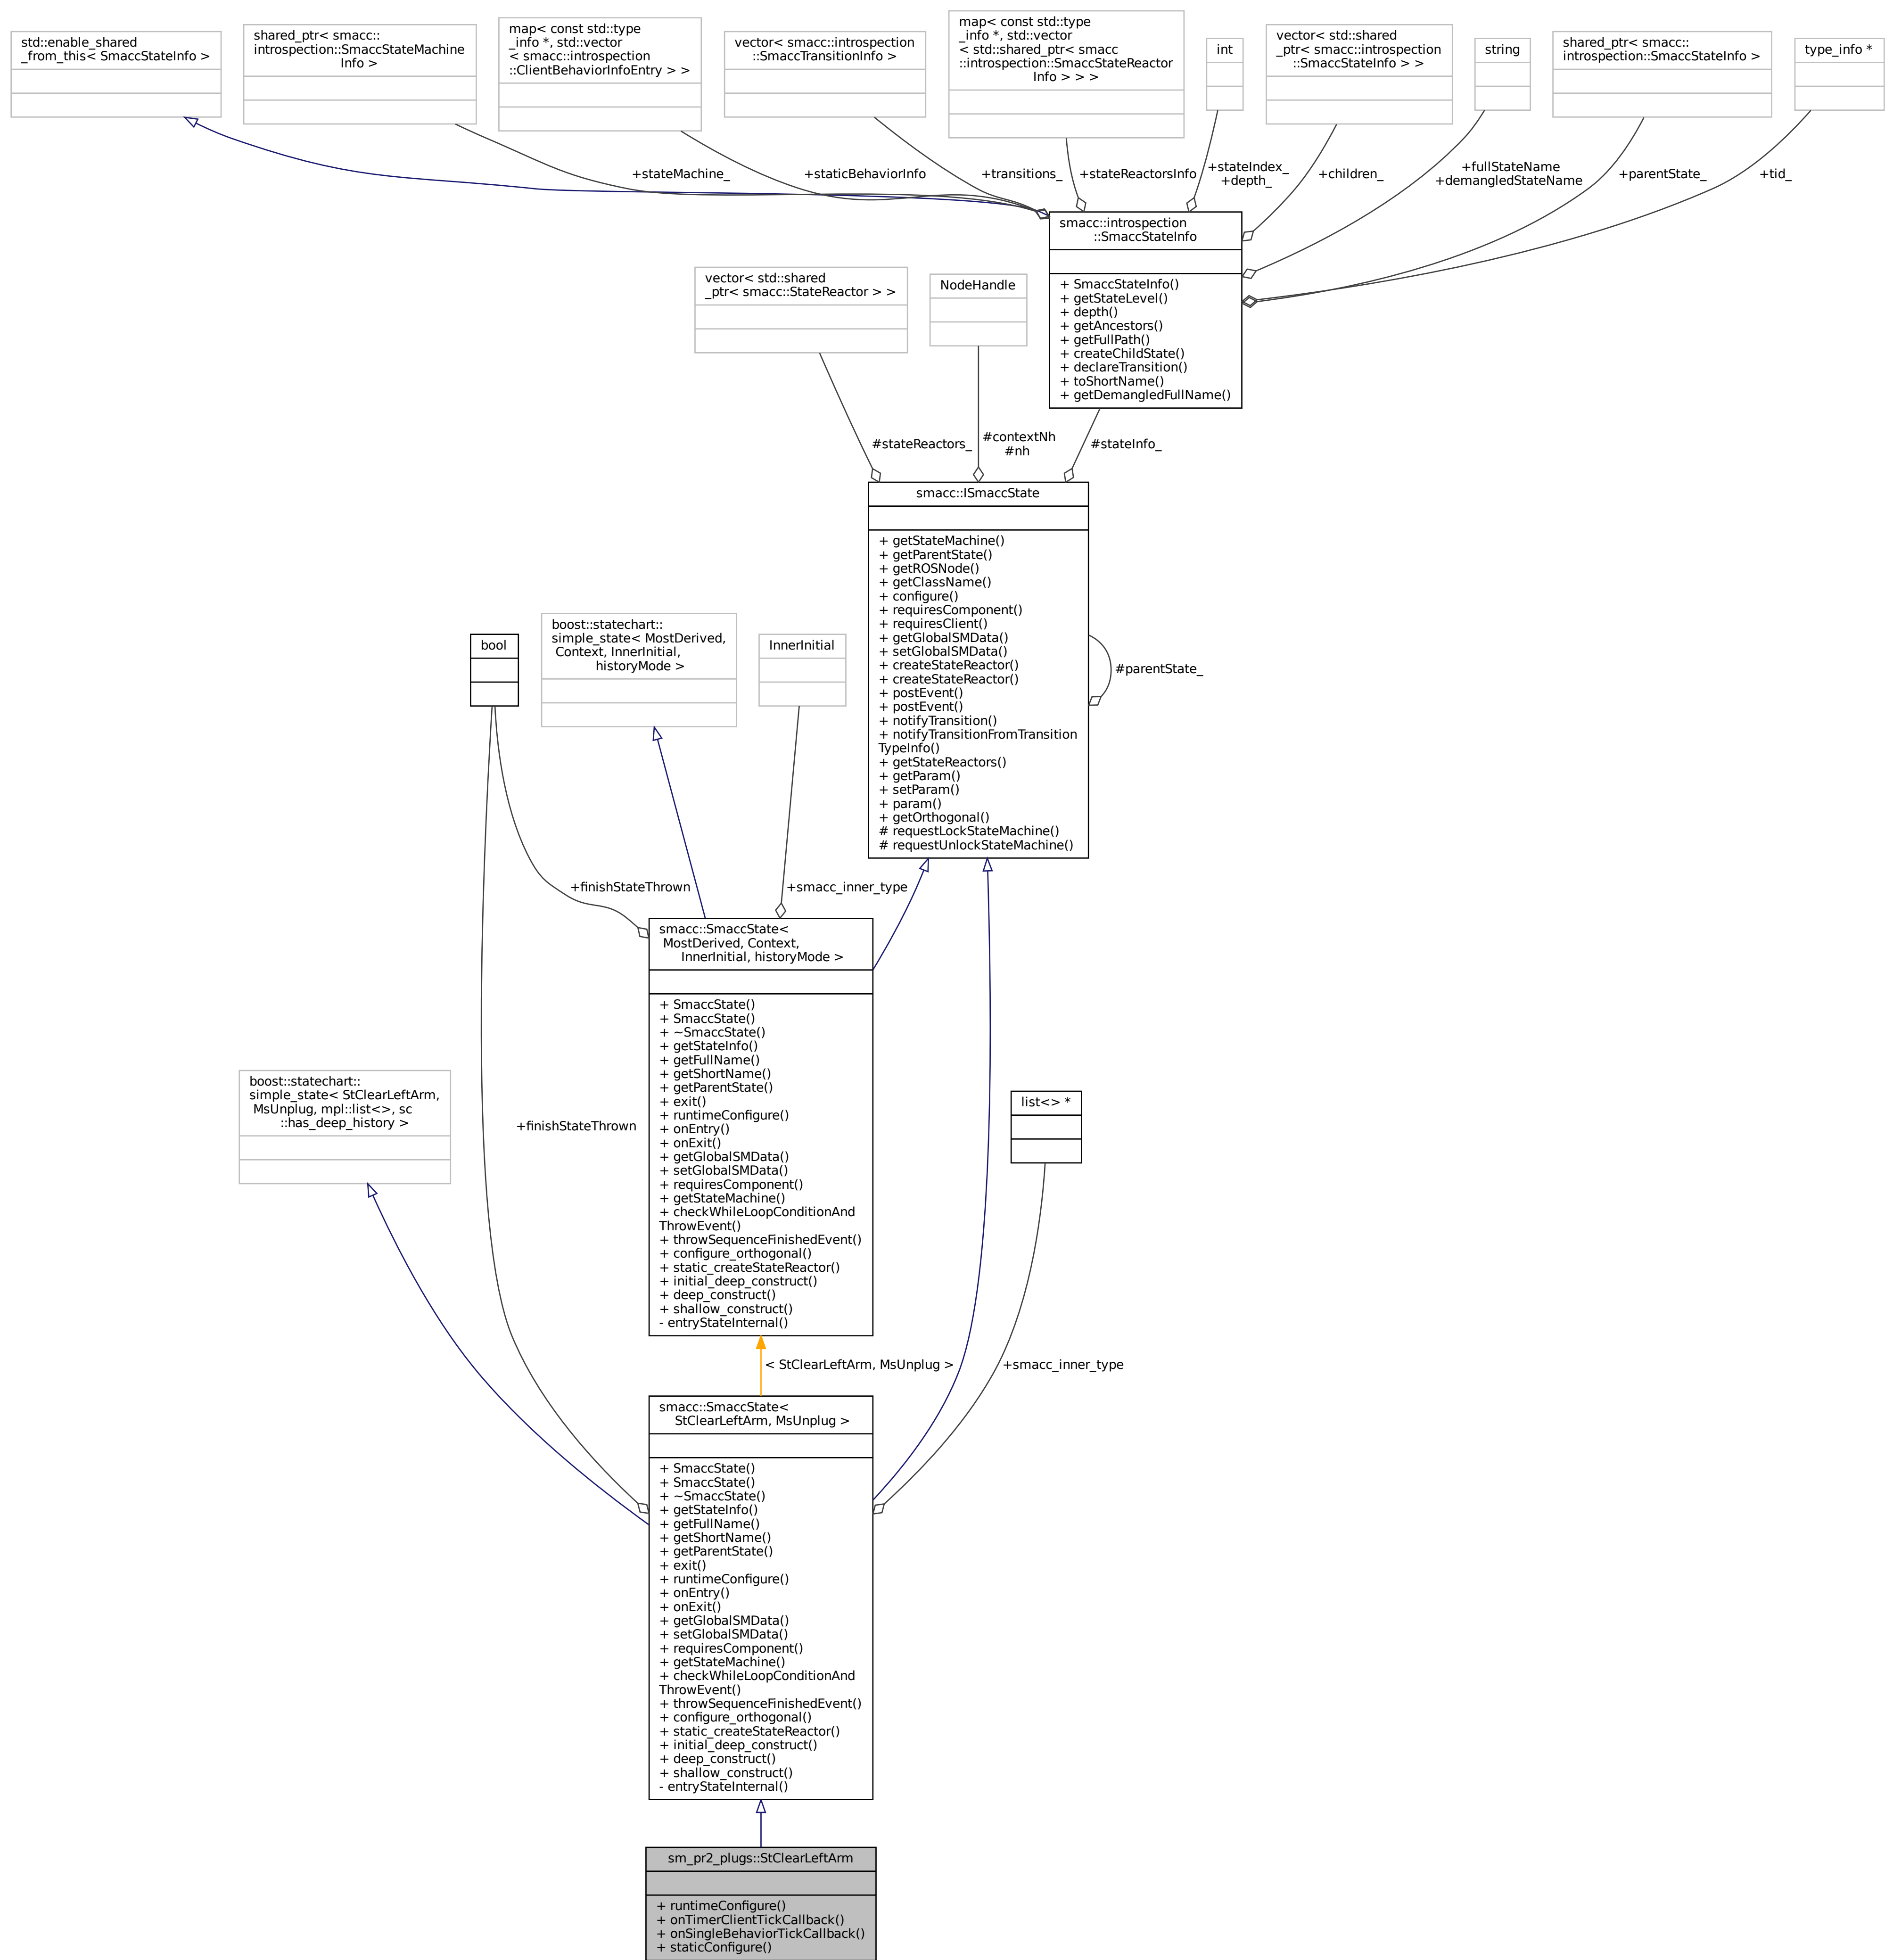 std::enable_shared
_from_this< SmaccStateInfo >
shared_ptr< smacc::
introspection::SmaccStateMachine
Info >
map< const std::type
_info *, std::vector
< smacc::introspection
::ClientBehaviorInfoEntry > >
vector< smacc::introspection
::SmaccTransitionInfo >
map< const std::type
_info *, std::vector
< std::shared_ptr< smacc
::introspection::SmaccStateReactor
Info > > >
int
vector< std::shared
_ptr< smacc::introspection
::SmaccStateInfo > >
string
shared_ptr< smacc::
introspection::SmaccStateInfo >
type_info *
+stateMachine_
+staticBehaviorInfo
+transitions_
+stateReactorsInfo
+stateIndex_
+depth_
+children_
+fullStateName
+demangledStateName
+parentState_
+tid_
smacc::introspection
::SmaccStateInfo
+ SmaccStateInfo()
+ getStateLevel()
+ depth()
+ getAncestors()
+ getFullPath()
+ createChildState()
+ declareTransition()
+ toShortName()
+ getDemangledFullName()
vector< std::shared
_ptr< smacc::StateReactor > >
NodeHandle
#stateReactors_
#contextNh
#nh
#stateInfo_
smacc::ISmaccState
+ getStateMachine()
+ getParentState()
+ getROSNode()
+ getClassName()
+ configure()
+ requiresComponent()
+ requiresClient()
+ getGlobalSMData()
+ setGlobalSMData()
+ createStateReactor()
+ createStateReactor()
+ postEvent()
+ postEvent()
+ notifyTransition()
+ notifyTransitionFromTransition
TypeInfo()
+ getStateReactors()
+ getParam()
+ setParam()
+ param()
+ getOrthogonal()
# requestLockStateMachine()
# requestUnlockStateMachine()
#parentState_
bool
boost::statechart::
simple_state< MostDerived,
Context, InnerInitial,
historyMode >
InnerInitial
+finishStateThrown
+smacc_inner_type
smacc::SmaccState<
MostDerived, Context,
InnerInitial, historyMode >
+ SmaccState()
+ SmaccState()
+ ~SmaccState()
+ getStateInfo()
+ getFullName()
+ getShortName()
+ getParentState()
+ exit()
+ runtimeConfigure()
+ onEntry()
+ onExit()
+ getGlobalSMData()
+ setGlobalSMData()
+ requiresComponent()
+ getStateMachine()
+ checkWhileLoopConditionAnd
ThrowEvent()
+ throwSequenceFinishedEvent()
+ configure_orthogonal()
+ static_createStateReactor()
+ initial_deep_construct()
+ deep_construct()
+ shallow_construct()
- entryStateInternal()
boost::statechart::
simple_state< StClearLeftArm,
MsUnplug, mpl::list<>, sc
::has_deep_history >
+finishStateThrown
list<> *
< StClearLeftArm, MsUnplug >
+smacc_inner_type
smacc::SmaccState<
StClearLeftArm, MsUnplug >
+ SmaccState()
+ SmaccState()
+ ~SmaccState()
+ getStateInfo()
+ getFullName()
+ getShortName()
+ getParentState()
+ exit()
+ runtimeConfigure()
+ onEntry()
+ onExit()
+ getGlobalSMData()
+ setGlobalSMData()
+ requiresComponent()
+ getStateMachine()
+ checkWhileLoopConditionAnd
ThrowEvent()
+ throwSequenceFinishedEvent()
+ configure_orthogonal()
+ static_createStateReactor()
+ initial_deep_construct()
+ deep_construct()
+ shallow_construct()
- entryStateInternal()
sm_pr2_plugs::StClearLeftArm
+ runtimeConfigure()
+ onTimerClientTickCallback()
+ onSingleBehaviorTickCallback()
+ staticConfigure()